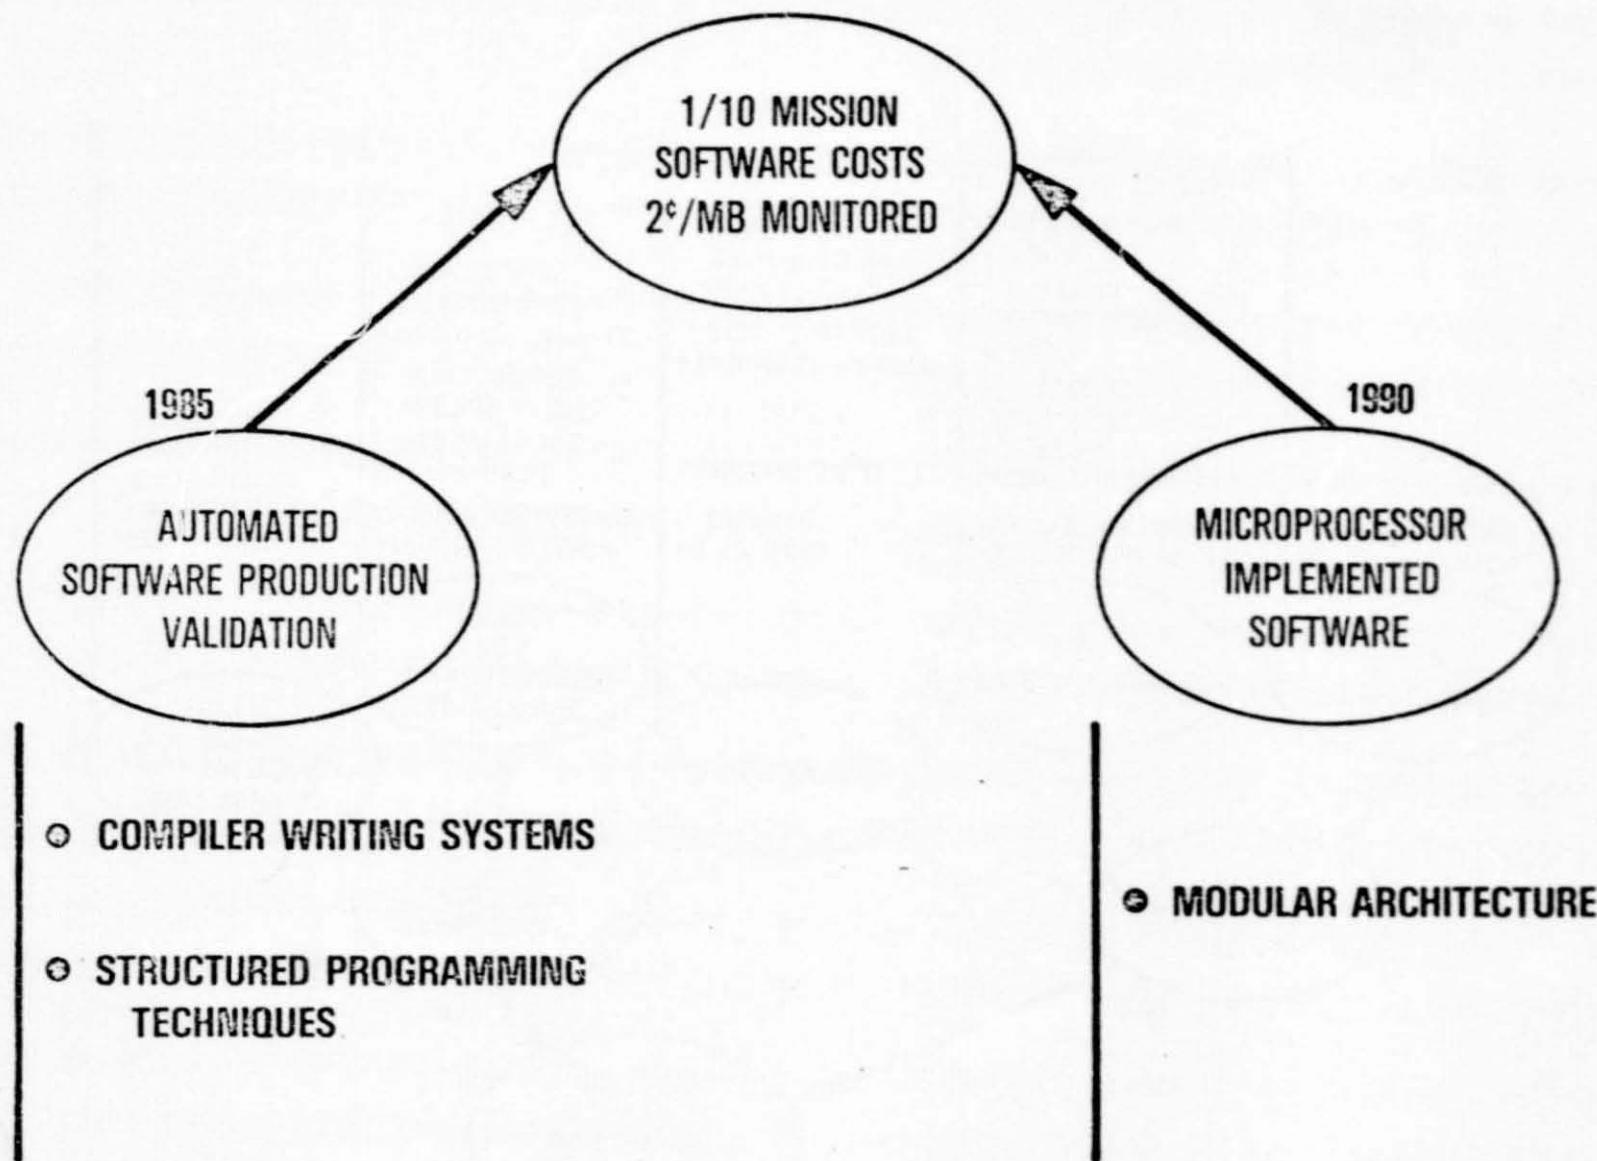 1/10 MISSION
SOFTWARE COSTS
2¢/MB MONITORED
1985
1990
AUTOMATED
SOFTWARE PRODUCTION
VALIDATION
MICROPROCESSOR
IMPLEMENTED
SOFTWARE
○ COMPILER WRITING SYSTEMS
○ STRUCTURED PROGRAMMING
TECHNIQUES
○ MODULAR ARCHITECTURE